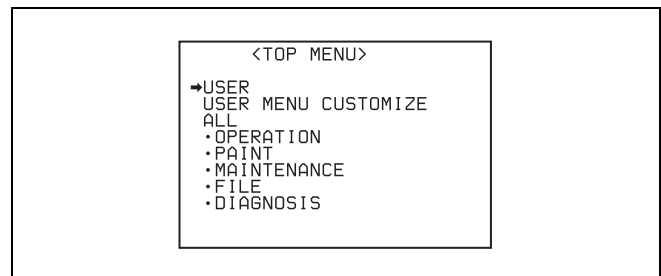 <TOP MENU>
➡USER
USER MENU CUSTOMIZE
ALL
·OPERATION
·PAINT
·MAINTENANCE
·FILE
·DIAGNOSIS